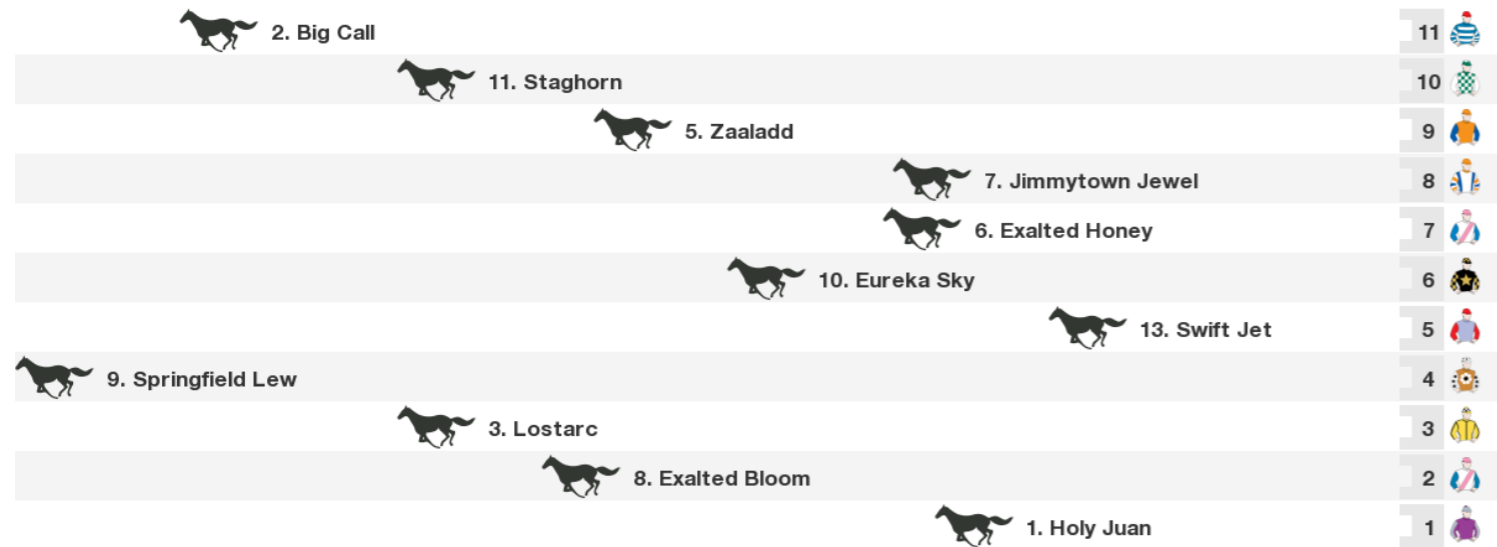 2. Big Call 11
11. Staghorn 10
5. Zaaladd 9
7. Jimmytown Jewel 8
6. Exalted Honey 7
10. Eureka Sky 6
13. Swift Jet 5
9. Springfield Lew 4
3. Lostarc 3
8. Exalted Bloom 2
1. Holy Juan 1